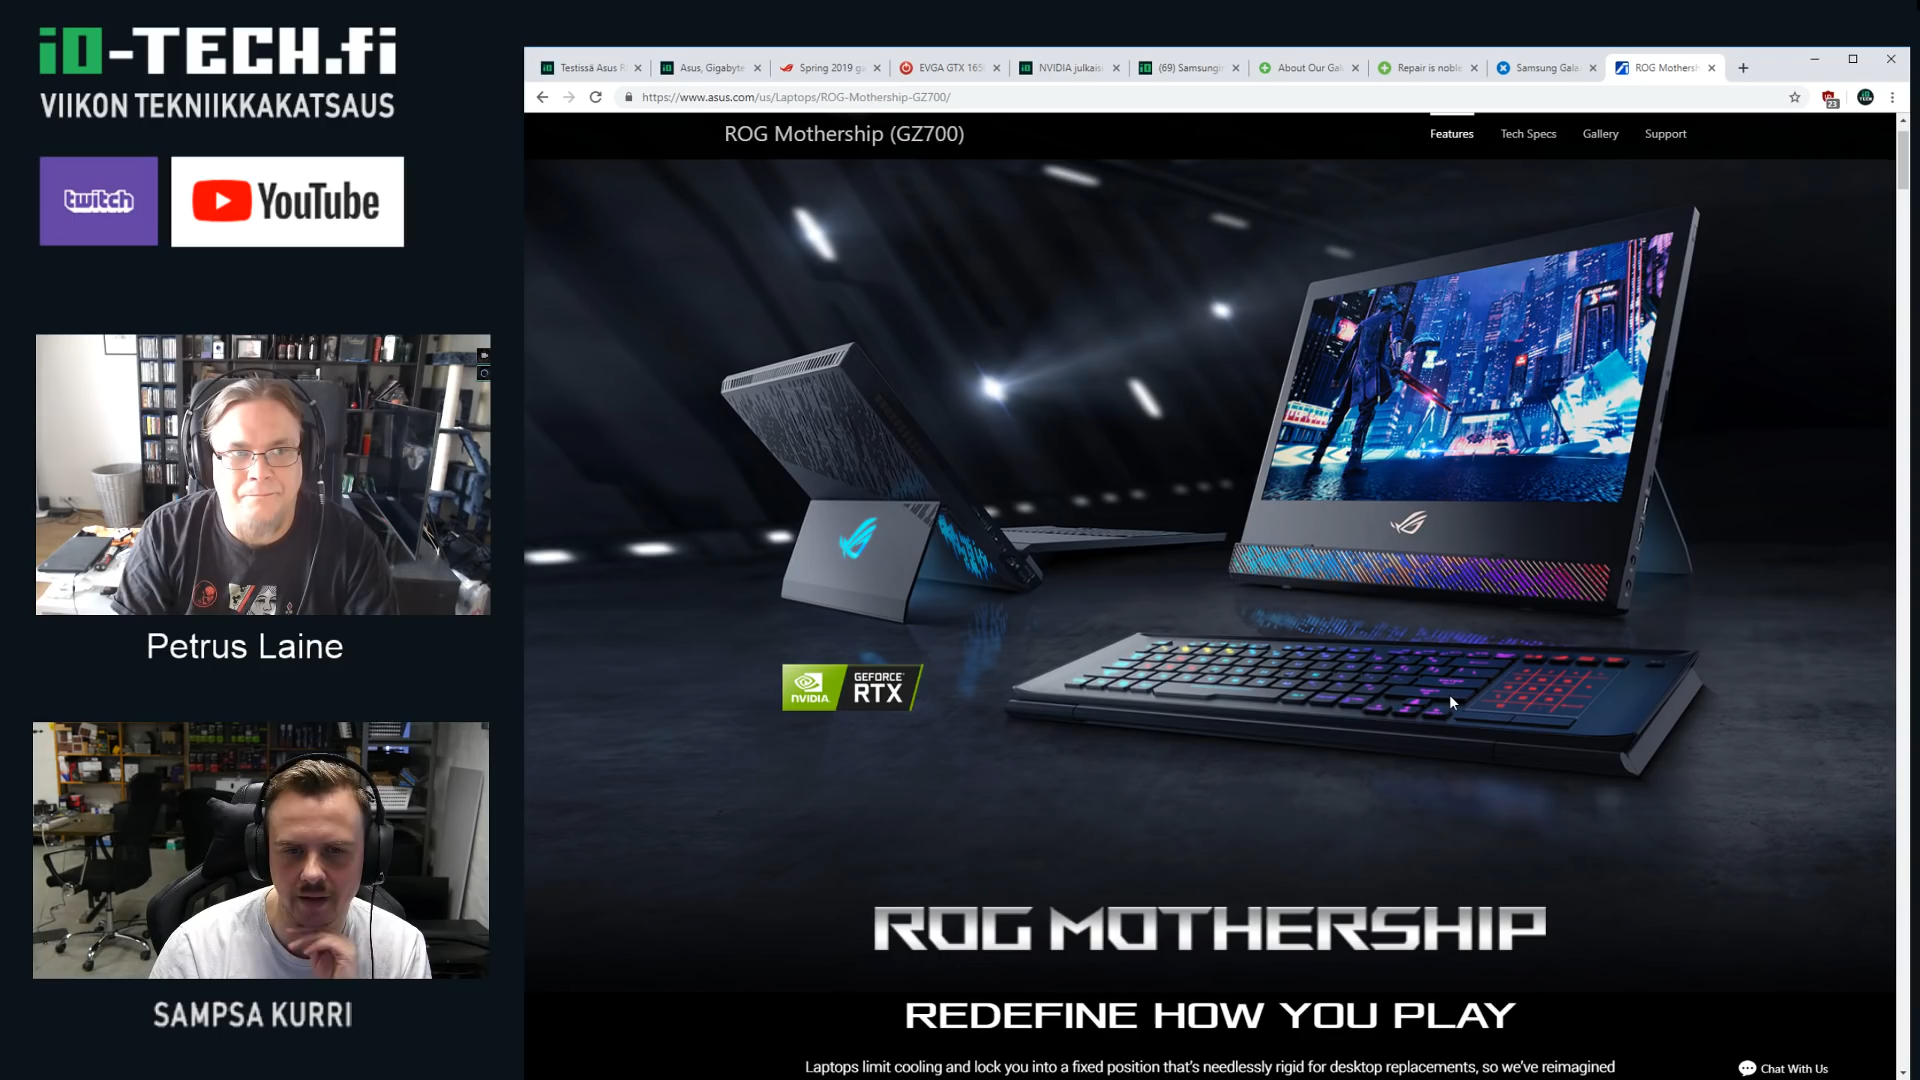 iO-TECH.fi
VIIKON TEKNIIKKAKATSAUS
twitch
YouTube
Petrus Laine
SAMPSA KURRI
Testissä Asus R
Asus, Gigabyte
Spring 2019 ga
EVGA GTX 165
NVIDIA julkaisi
(69) Samsungin
About Our Gal
Repair is noble
Samsung Gala
ROG Mothersh
https://www.asus.com/us/Laptops/ROG-Mothership-GZ700/
23
ROG Mothership (GZ700)
Features
Tech Specs
Gallery
Support
NVIDIA
GEFORCE
RTX
ROG MOTHERSHIP
REDEFINE HOW YOU PLAY
Laptops limit cooling and lock you into a fixed position that's needlessly rigid for desktop replacements, so we've reimagined
Chat With Us